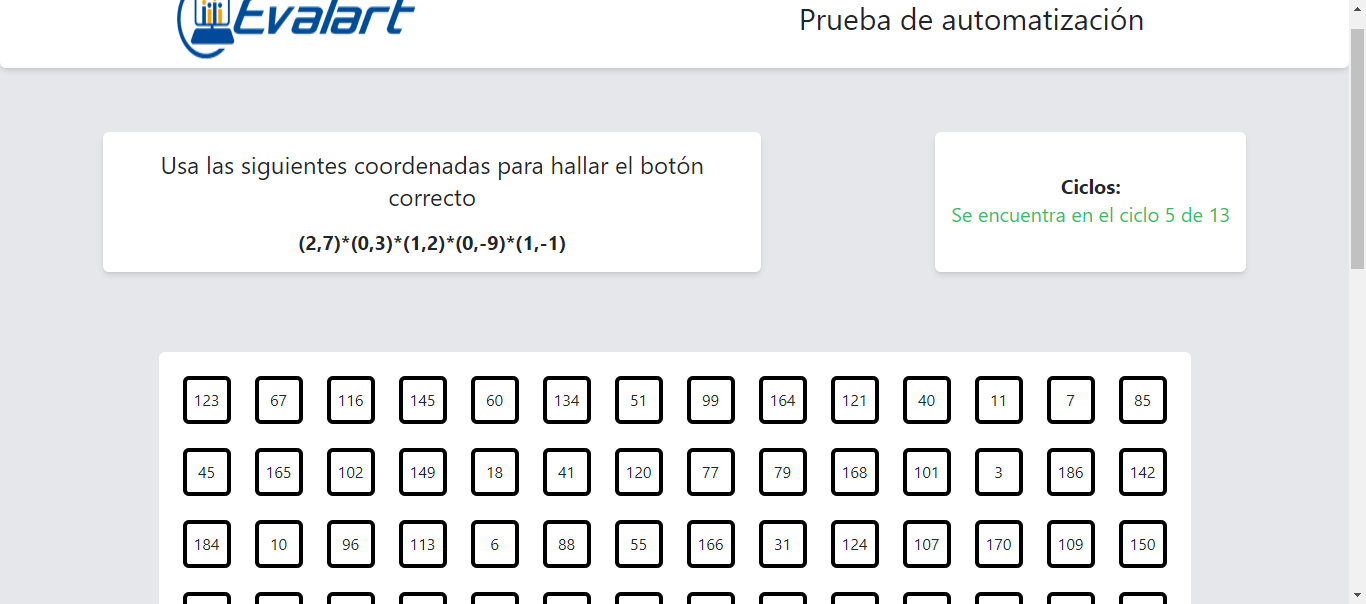 Evalart
Prueba de automatización
Usa las siguientes coordenadas para hallar el botón
correcto
(2,7)*(0,3)*(1,2)*(0,-9)*(1,-1)
Ciclos:
Se encuentra en el ciclo 5 de 13
123 67 116 145 60 134 51 99 164 121 40 11 7 85
45 165 102 149 18 41 120 77 79 168 101 3 186 142
184 10 96 113 6 88 55 166 31 124 107 170 109 150